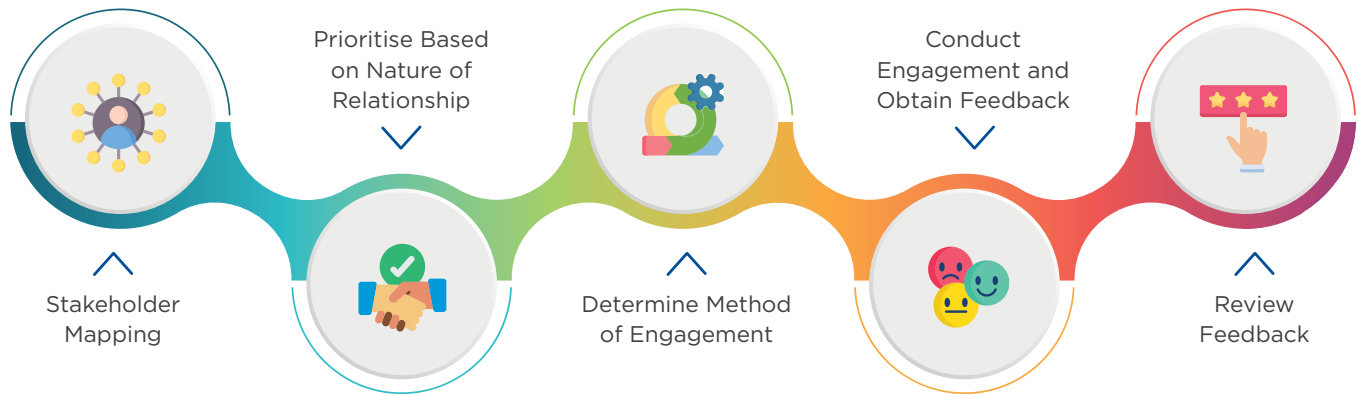 Stakeholder
Mapping
Prioritise Based
on Nature of
Relationship
Determine Method
of Engagement
Conduct
Engagement and
Obtain Feedback
Review
Feedback